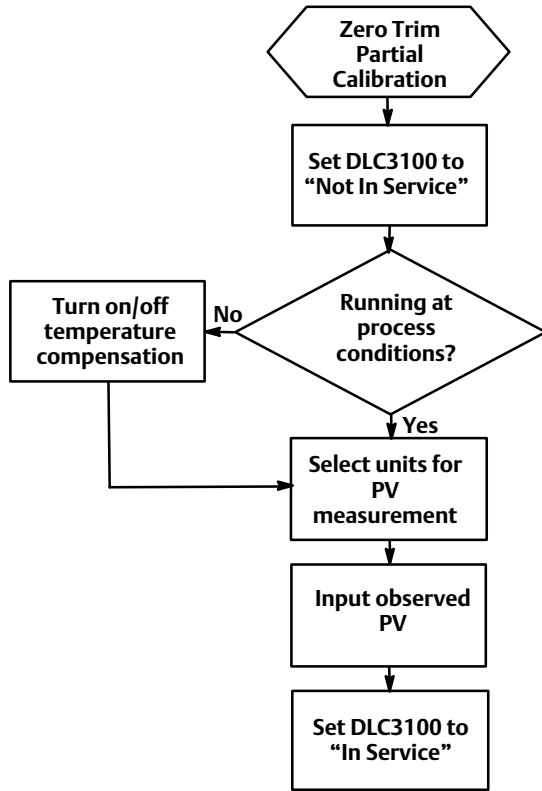 Zero Trim
Partial
Calibration
Set DLC3100 to
“Not In Service”
Running at
process
conditions?
No
Turn on/off
temperature
compensation
Yes
Select units for
PV
measurement
Input observed
PV
Set DLC3100 to
“In Service”